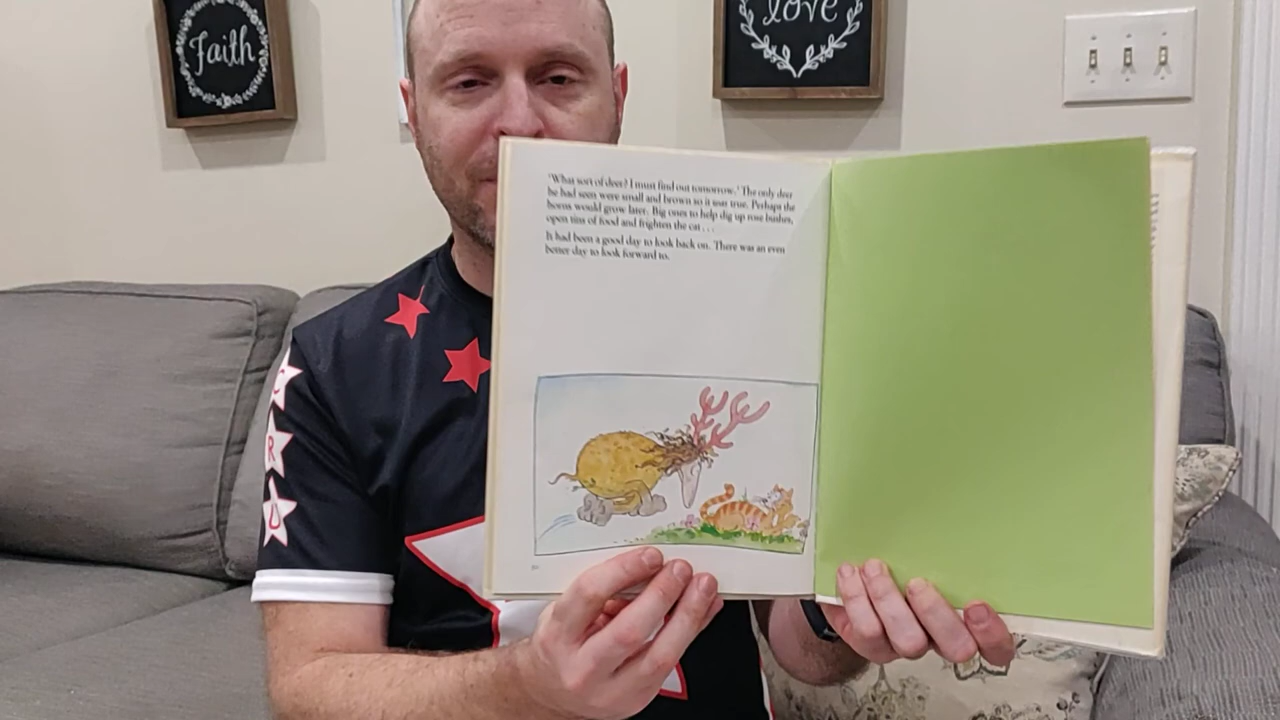 Faith
love
'What sort of deer? I must find out tomorrow.' The only deer
he had seen were small and brown so it was true. Perhaps the
horns would grow later. Big ones to help dig up rose bushes,
open tins of food and frighten the cat . . .
It had been a good day to look back on. There was an even
better day to look forward to.
C
R
D